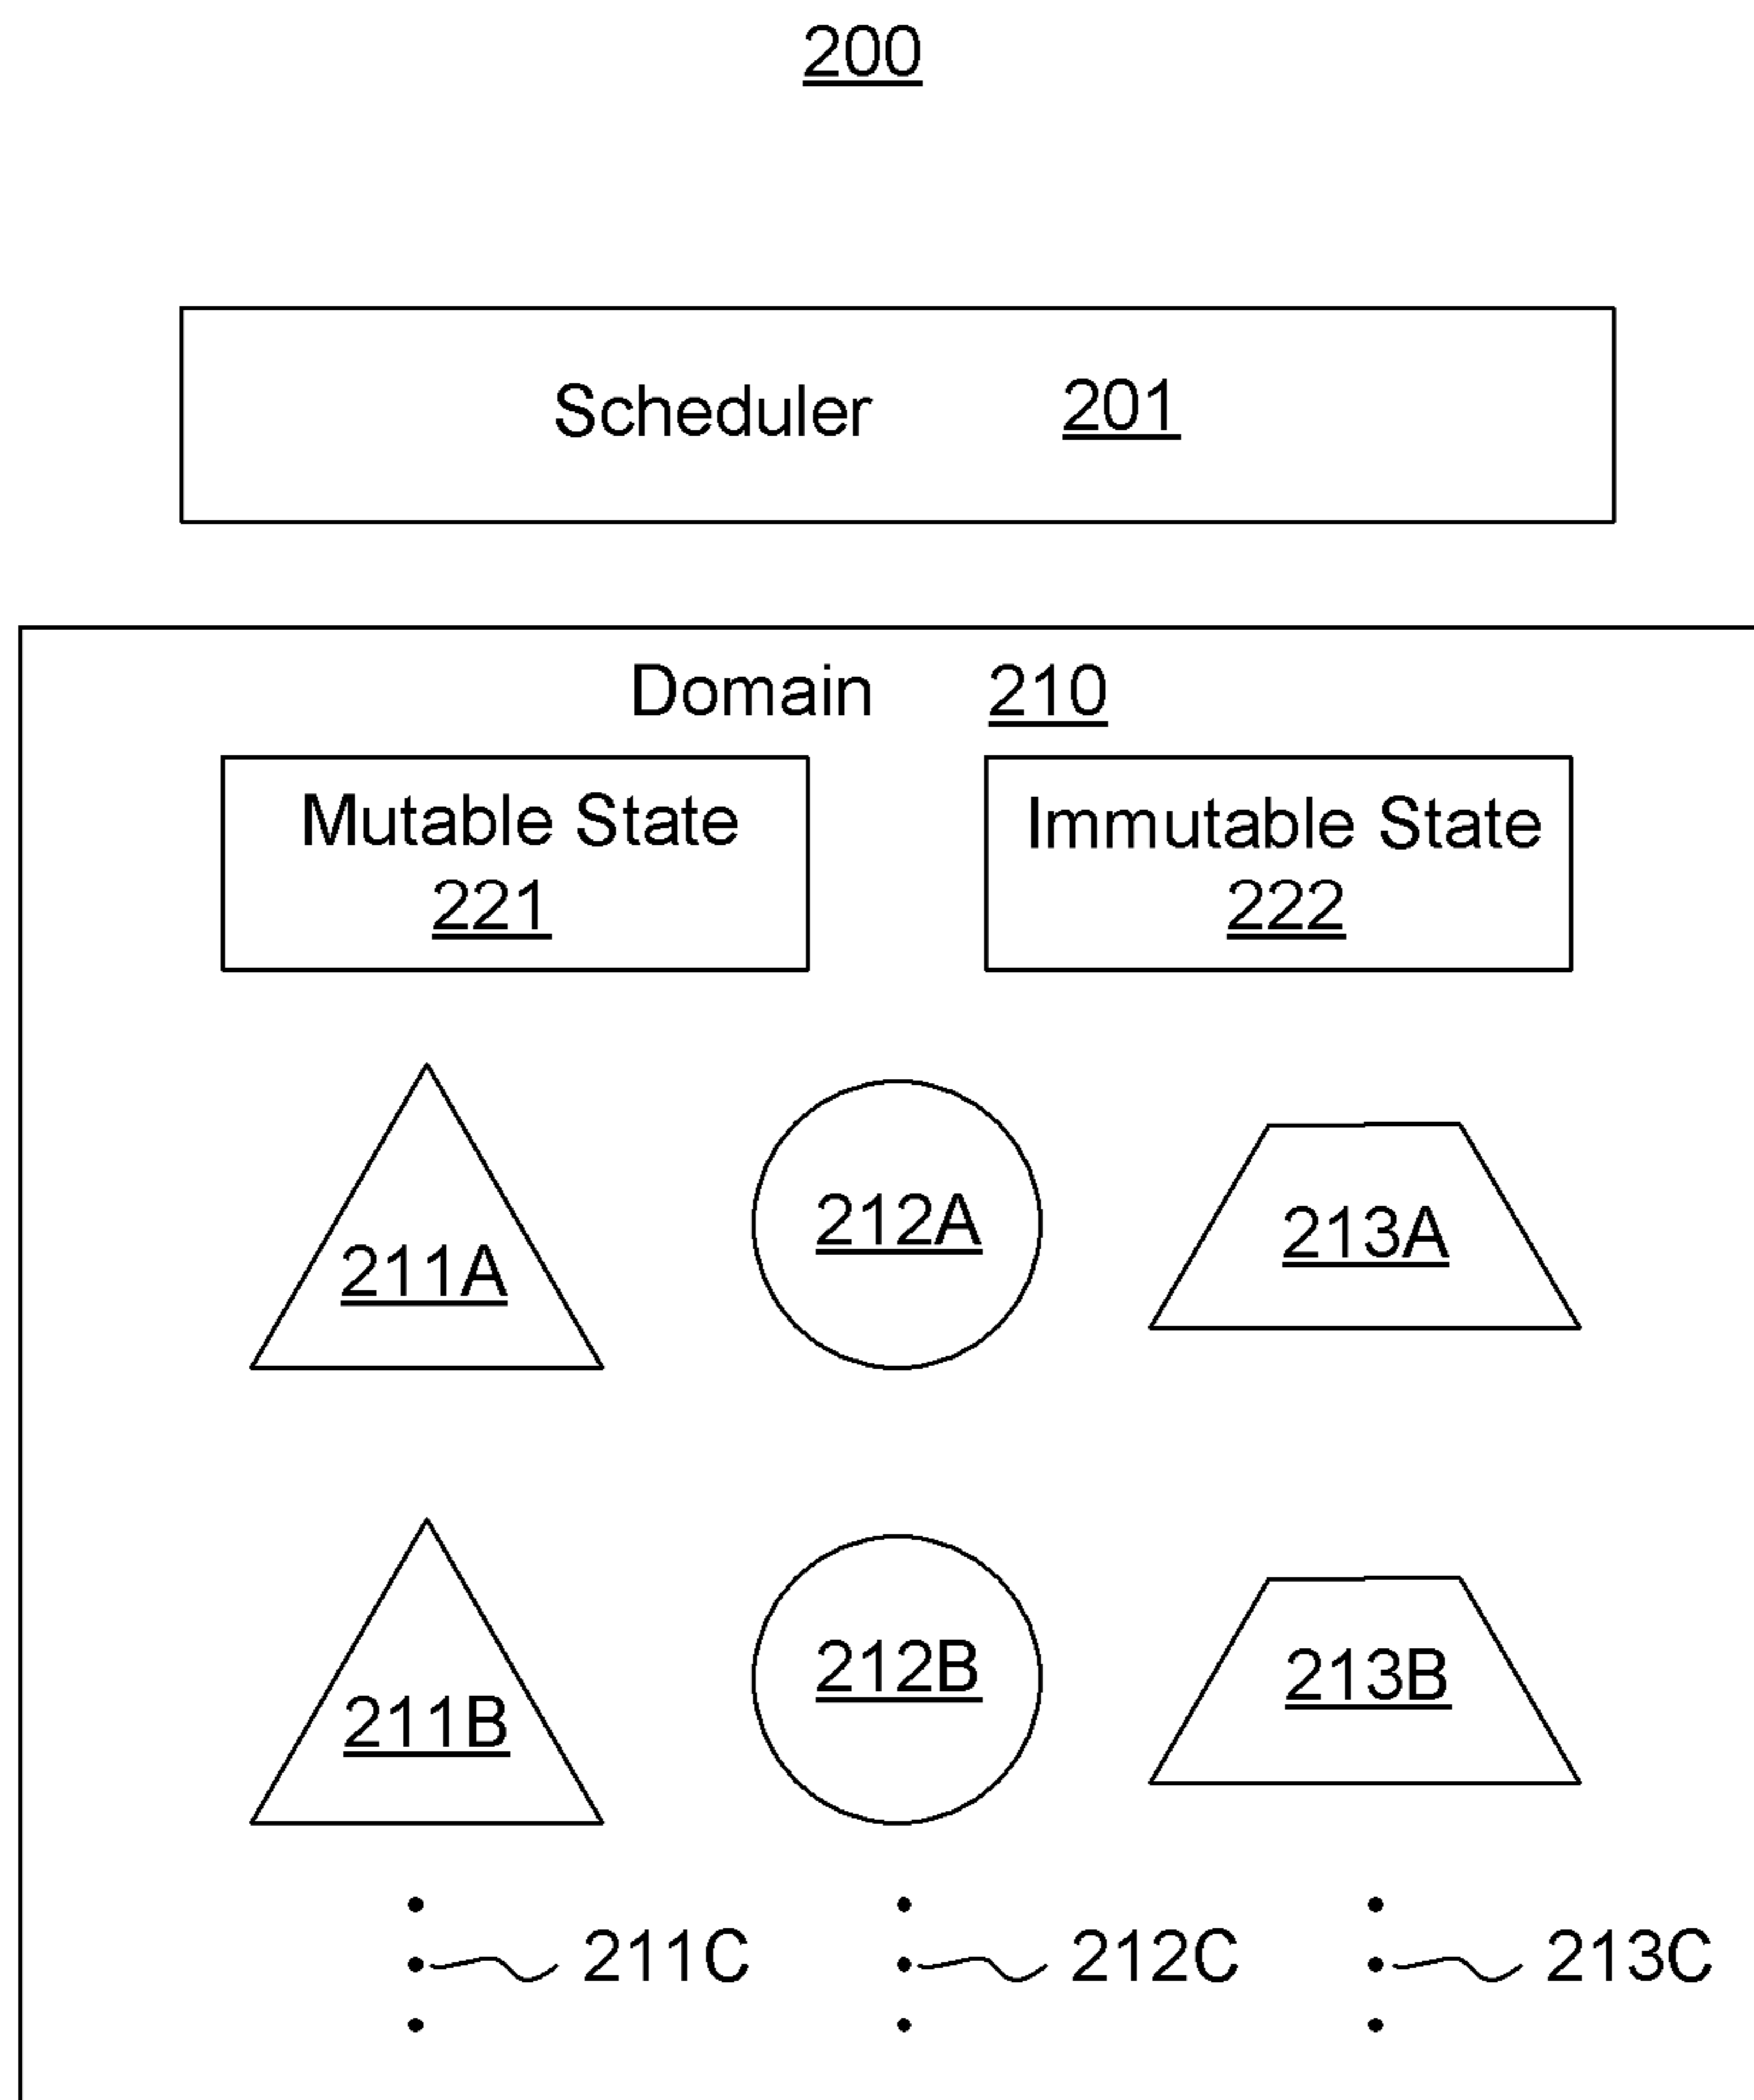 200
Scheduler 201
Domain 210
Mutable State
221
Immutable State
222
211A
212A
213A
211B
212B
213B
211C
212C
213C